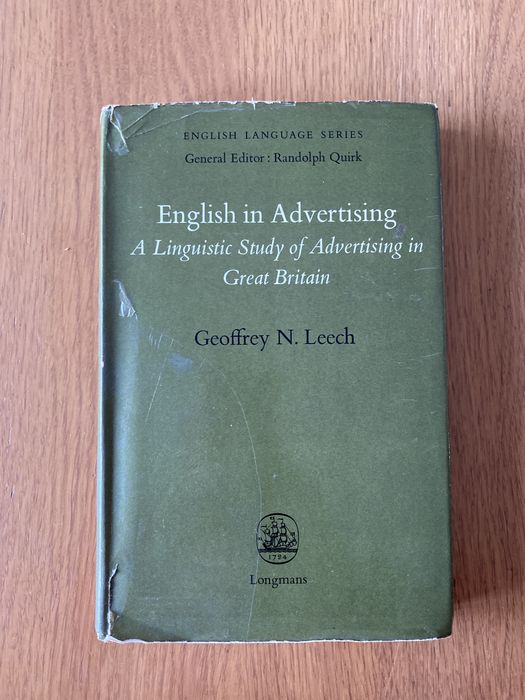 ENGLISH LANGUAGE SERIES
General Editor: Randolph Quirk
English in Advertising
A Linguistic Study of Advertising in
Great Britain
Geoffrey N. Leech
1724
Longmans